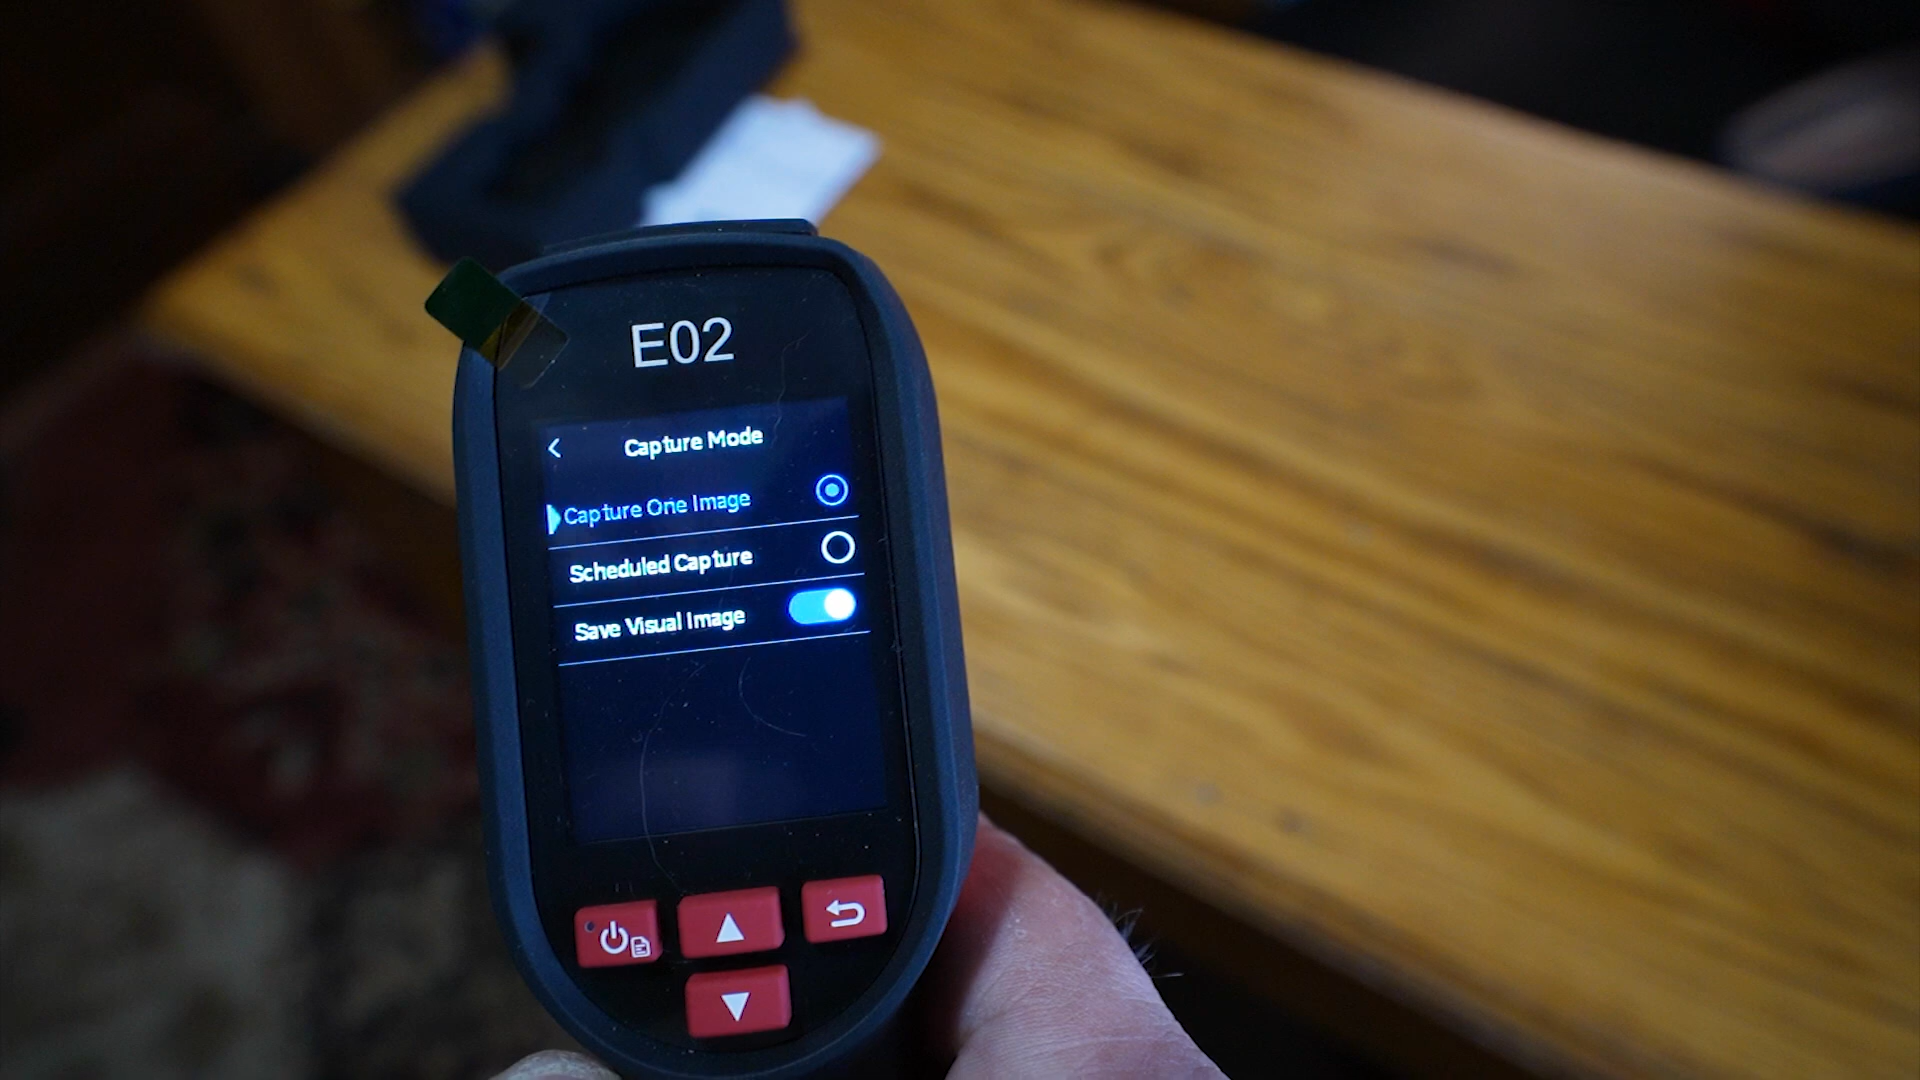 E02
Capture Mode
Capture One Image
Scheduled Capture
Save Visual Image